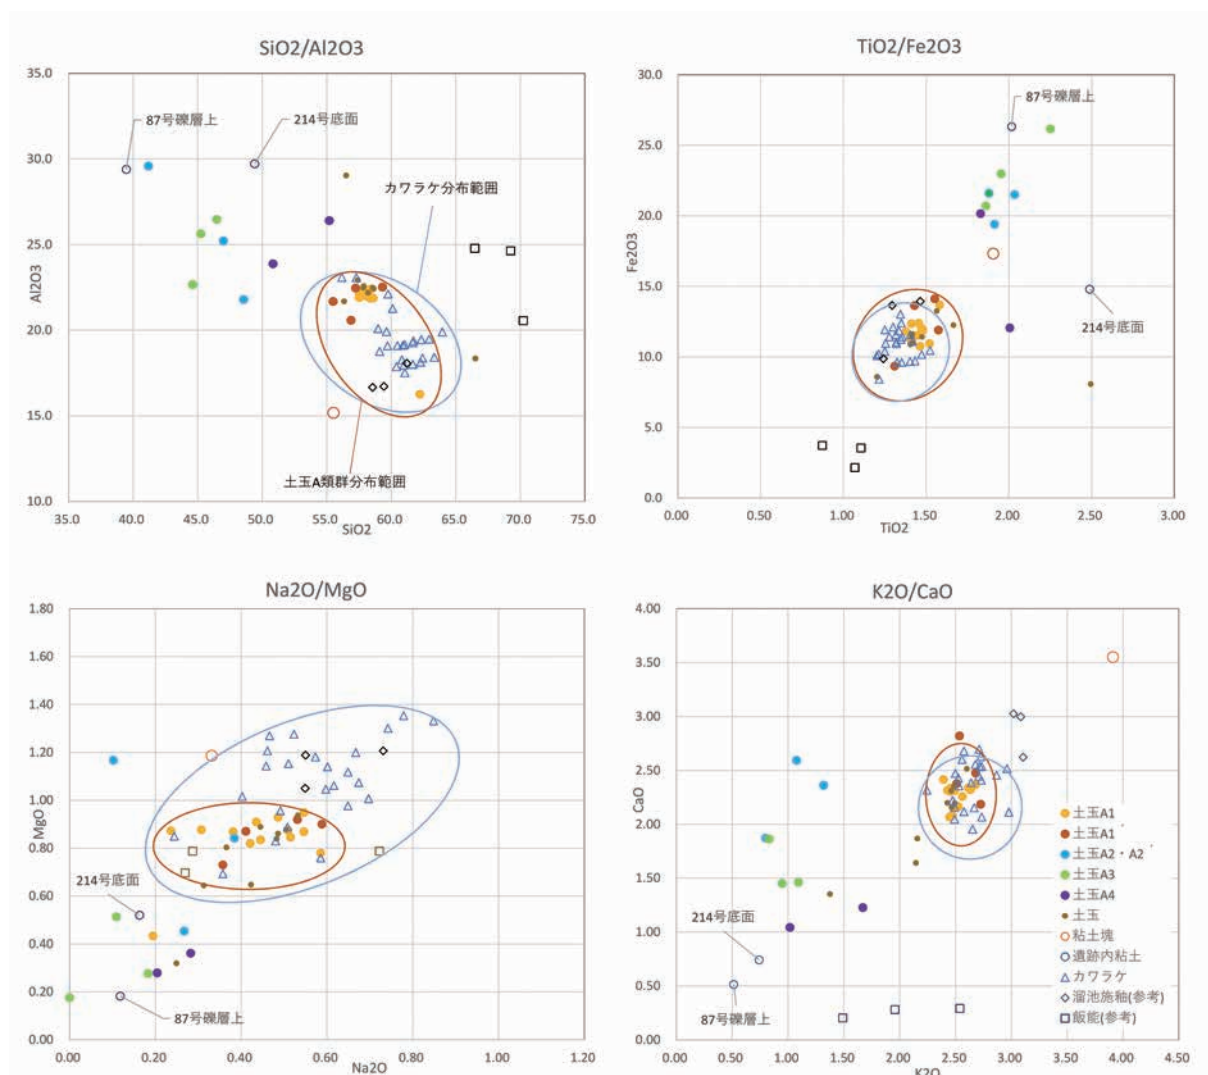 SiO2/Al2O3
35.0
30.0
25.0
20.0
15.0
10.0
Al2O3
87号礫層上
214号底面
カワラケ分布範囲
土玉A類群分布範囲
35.0 40.0 45.0 50.0 55.0 60.0 65.0 70.0 75.0
SiO2
TiO2/Fe2O3
30.0
25.0
20.0
15.0
10.0
5.0
0.0
Fe2O3
87号礫層上
214号底面
0.00 0.50 1.00 1.50 2.00 2.50 3.00
TiO2
Na2O/MgO
1.80
1.60
1.40
1.20
1.00
0.80
0.60
0.40
0.20
0.00
MgO
214号底面
87号礫層上
0.00 0.20 0.40 0.60 0.80 1.00 1.20
Na2O
K2O/CaO
4.00
3.50
3.00
2.50
2.00
1.50
1.00
0.50
0.00
CaO
214号底面
87号礫層上
土玉A1
土玉A1｀
土玉A2・A2｀
土玉A3
土玉A4
土玉
粘土塊
遺跡内粘土
カワラケ
溜池施釉(参考)
飯能(参考)
0.00 0.50 1.00 1.50 2.00 2.50 3.00 3.50 4.00 4.50
K2O